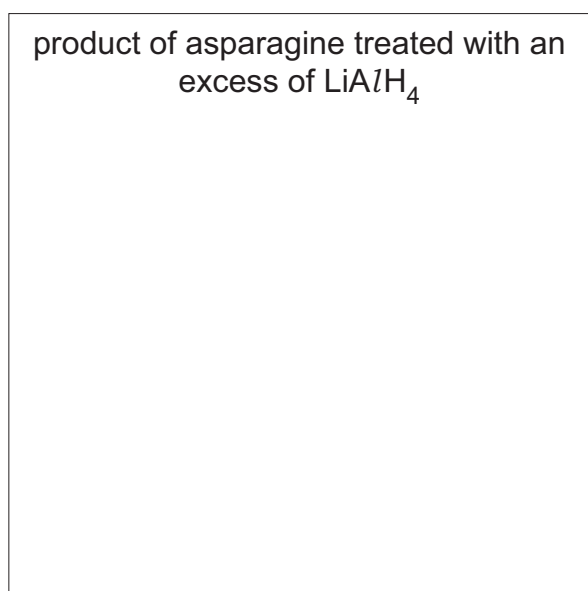 product of asparagine treated with an
excess of LiAlH₄